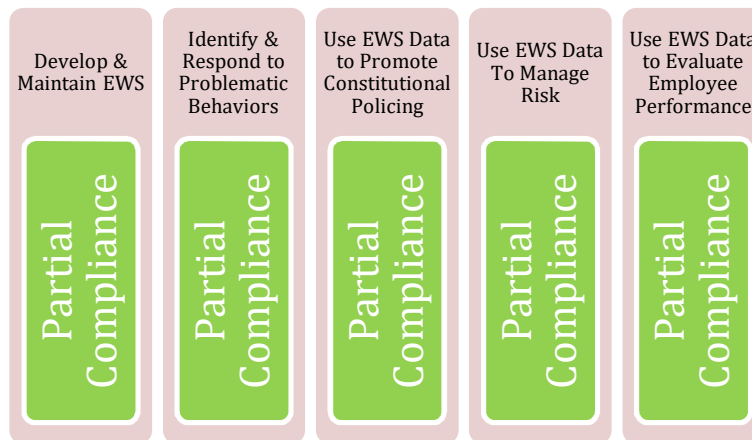 Develop &
Maintain EWS
Partial
Compliance
Identify &
Respond to
Problematic
Behaviors
Partial
Compliance
Use EWS Data
to Promote
Constitutional
Policing
Partial
Compliance
Use EWS Data
To Manage
Risk
Partial
Compliance
Use EWS Data
to Evaluate
Employee
Performance
Partial
Compliance